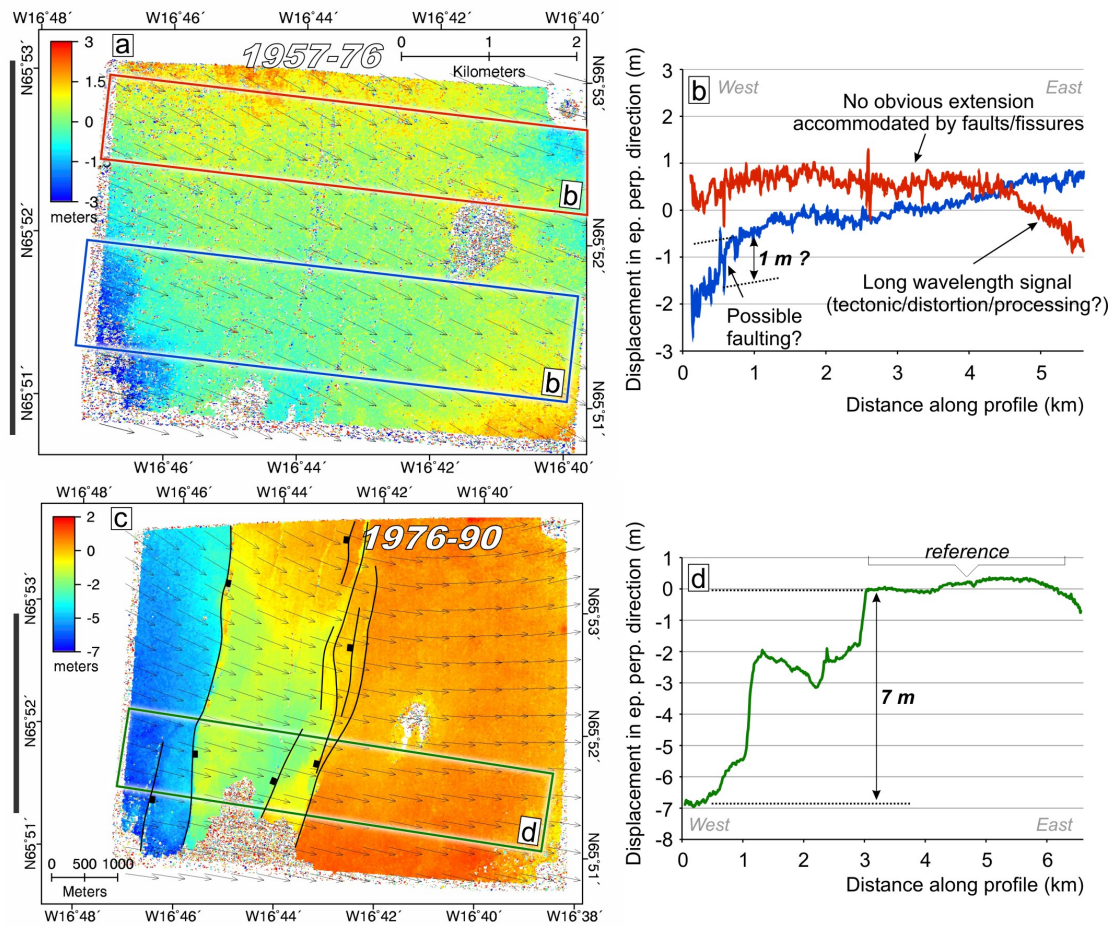 W16°48´ W16°46´ W16°44´ W16°42´ W16°40´
a
1957-76
3
1.5
0
-1
-3
meters
0 1 2
Kilometers
N65°53´
N65°52´
N65°51´
N65°53´
N65°52´
N65°51´
b
b
W16°46´ W16°44´ W16°42´ W16°40´
b
West
East
No obvious extension
accommodated by faults/fissures
1 m ?
Possible
faulting?
Long wavelength signal
(tectonic/distortion/processing?)
Displacement in ep. perp. direction (m)
3
2
1
0
-1
-2
-3
0 1 2 3 4 5
Distance along profile (km)
W16°48´ W16°46´ W16°44´ W16°42´ W16°40´
c
1976-90
2
0
-2
-5
-7
meters
N65°53´
N65°52´
N65°51´
N65°53´
N65°52´
N65°51´
d
0 500 1000
Meters
W16°48´ W16°46´ W16°44´ W16°42´ W16°40´ W16°38´
d
reference
7 m
West
East
Displacement in ep. perp. direction (m)
1
0
-1
-2
-3
-4
-5
-6
-7
-8
0 1 2 3 4 5 6
Distance along profile (km)